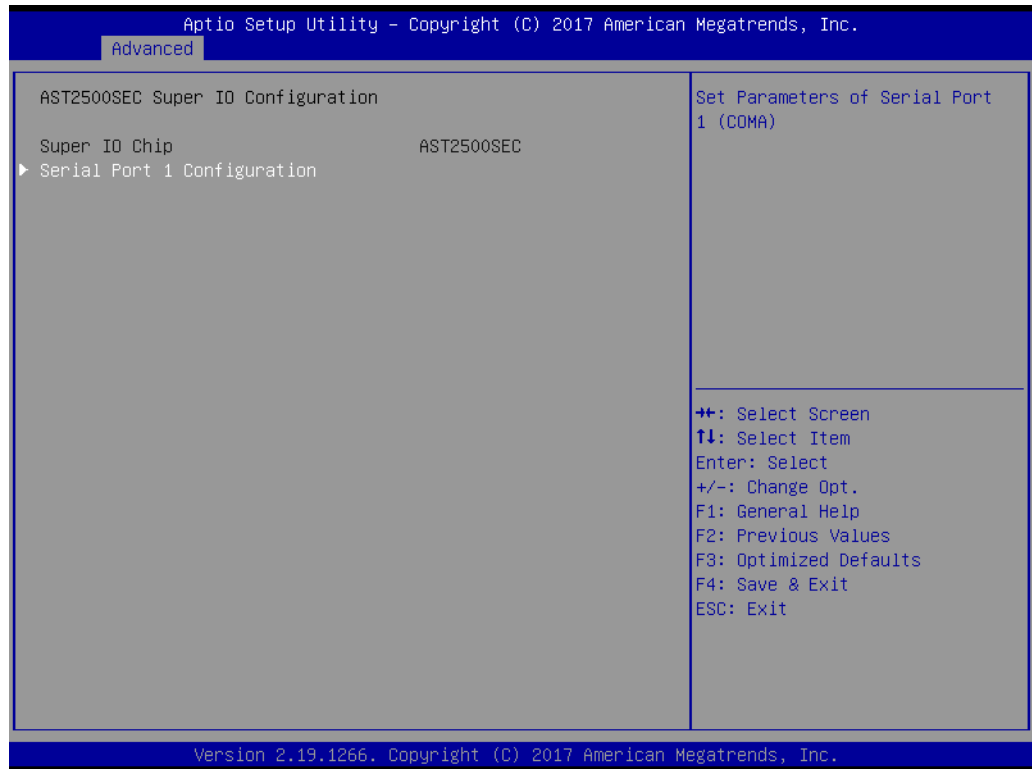 Aptio Setup Utility – Copyright (C) 2017 American Megatrends, Inc.
Advanced
AST2500SEC Super IO Configuration
Super IO Chip AST2500SEC
▶ Serial Port 1 Configuration
Set Parameters of Serial Port
1 (COMA)
→←: Select Screen
↑↓: Select Item
Enter: Select
+/-: Change Opt.
F1: General Help
F2: Previous Values
F3: Optimized Defaults
F4: Save & Exit
ESC: Exit
Version 2.19.1266. Copyright (C) 2017 American Megatrends, Inc.